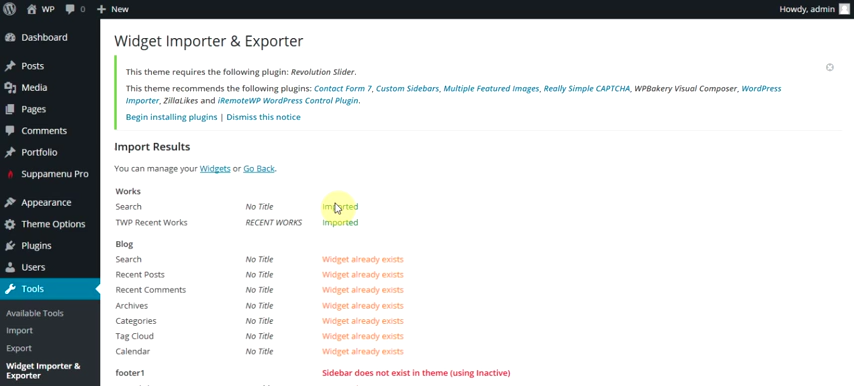 WP 0 + New Howdy, admin
Dashboard
Posts
Media
Pages
Comments
Portfolio
Suppamenu Pro
Appearance
Theme Options
Plugins
Users
Tools
Available Tools
Import
Export
Widget Importer &
Exporter
Widget Importer & Exporter
This theme requires the following plugin: Revolution Slider.
This theme recommends the following plugins: Contact Form 7, Custom Sidebars, Multiple Featured Images, Really Simple CAPTCHA, WPBakery Visual Composer, WordPress
Importer, ZillaLikes and iRemoteWP WordPress Control Plugin.
Begin installing plugins | Dismiss this notice
Import Results
You can manage your Widgets or Go Back.
Works
Search No Title Imported
TWP Recent Works RECENT WORKS Imported
Blog
Search No Title Widget already exists
Recent Posts No Title Widget already exists
Recent Comments No Title Widget already exists
Archives No Title Widget already exists
Categories No Title Widget already exists
Tag Cloud No Title Widget already exists
Calendar No Title Widget already exists
footer1 Sidebar does not exist in theme (using Inactive)